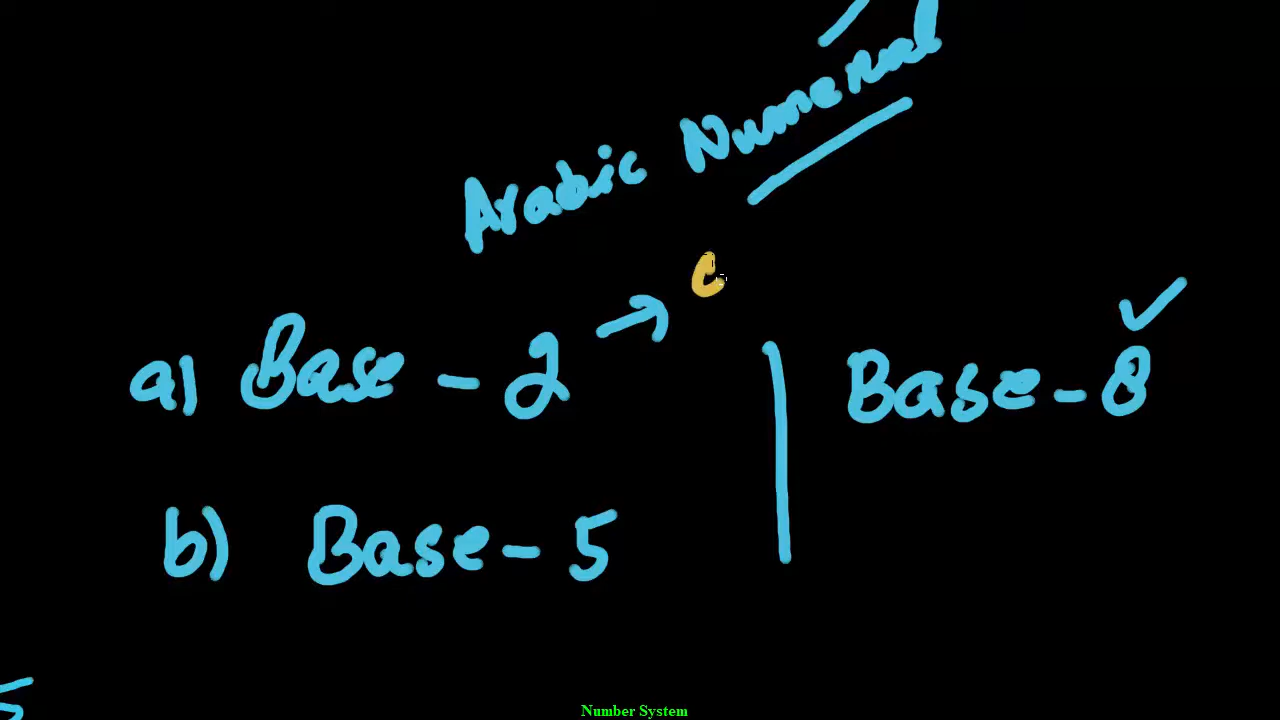 Arabic Numeral
a) Base - 2 →
Base - 8
b) Base - 5
Number System